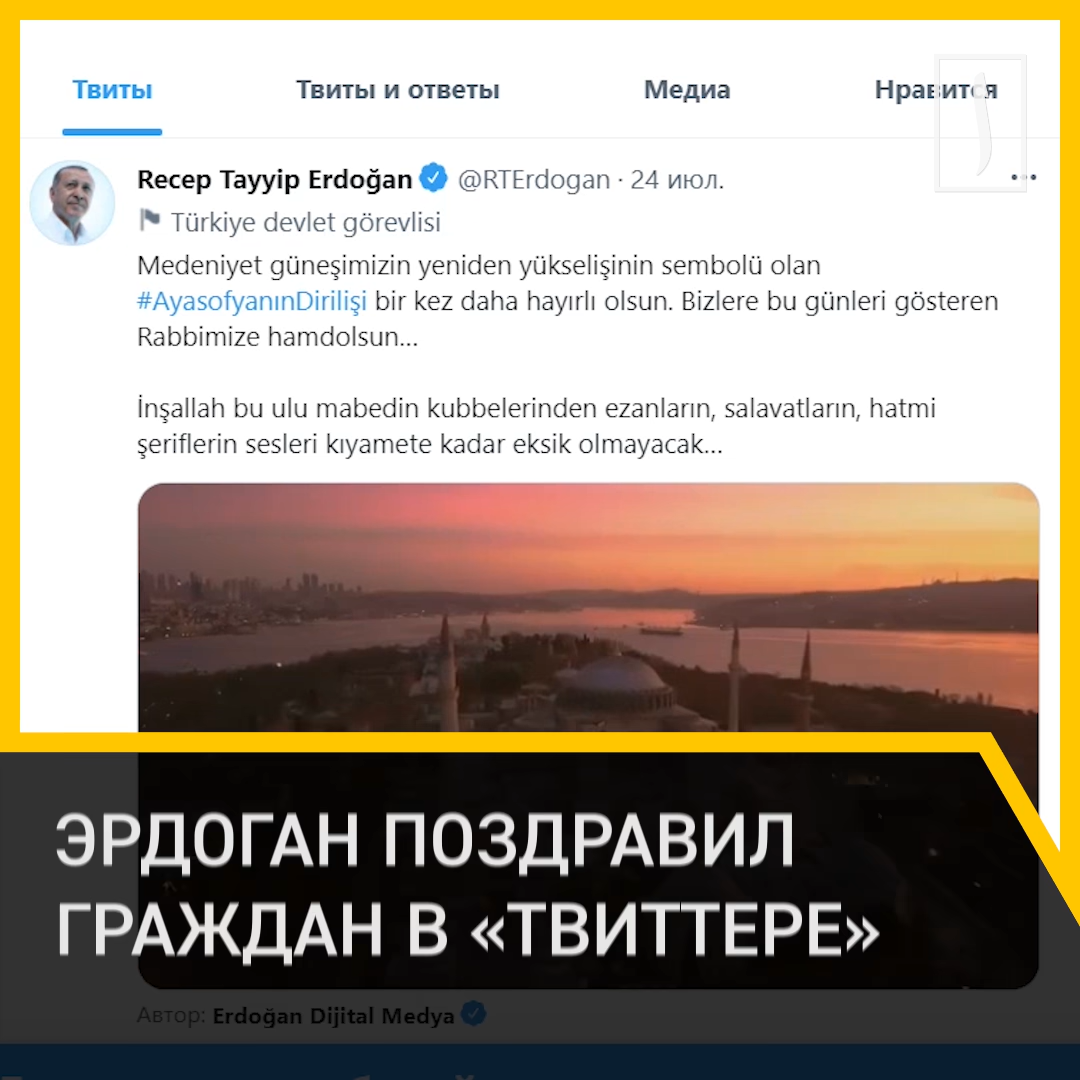 Твиты Твиты и ответы Медиа Нравится
Recep Tayyip Erdoğan @RTErdogan · 24 июл.
Türkiye devlet görevlisi
Medeniyet güneşimizin yeniden yükselişinin sembolü olan
#AyasofyanınDirilişi bir kez daha hayırlı olsun. Bizlere bu günleri gösteren
Rabbimize hamdolsun...
İnşallah bu ulu mabedin kubbelerinden ezanların, salavatların, hatmi
şeriflerin sesleri kıyamete kadar eksik olmayacak...
ЭРДОГАН ПОЗДРАВИЛ
ГРАЖДАН В «ТВИТТЕРЕ»
Автор: Erdoğan Dijital Medya